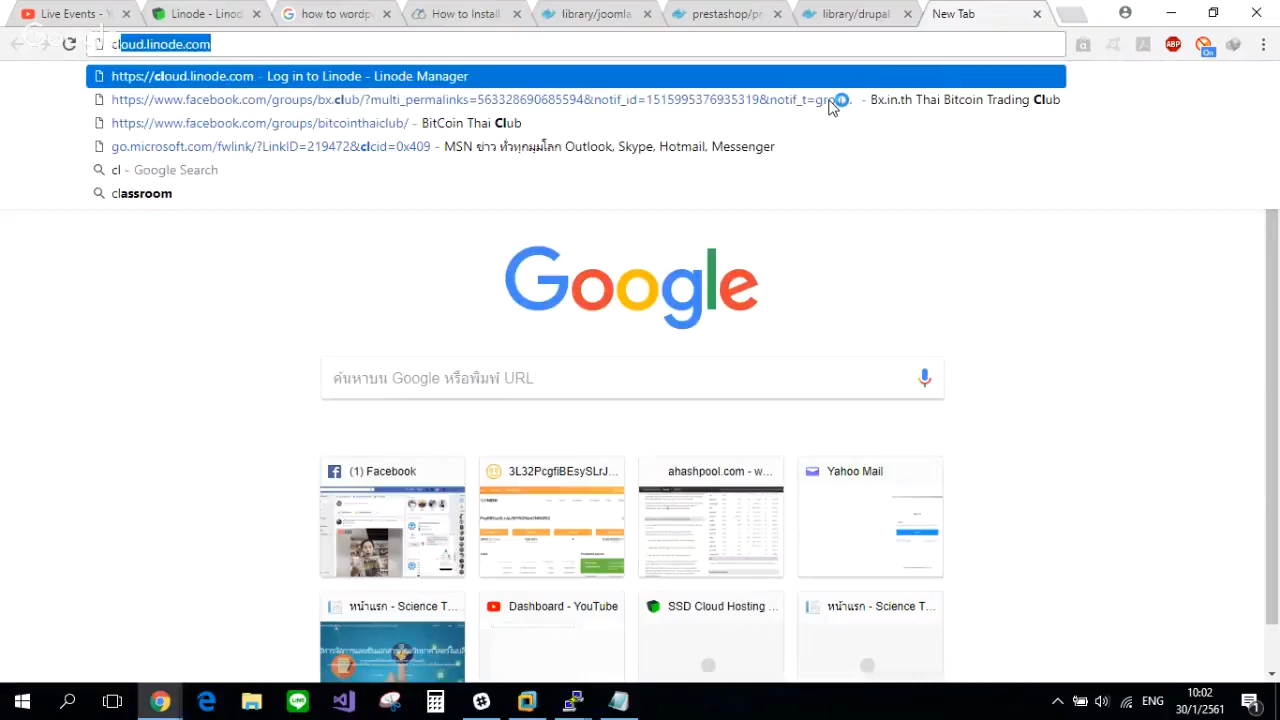 Live Events - Y
Linode - Linod
how to wordp
How to Install
library/joomla
prestashop/pr
library/drupal
New Tab
cloud.linode.com
https://cloud.linode.com - Log in to Linode - Linode Manager
https://www.facebook.com/groups/bx.club/?multi_permalinks=563328690685594&notif_id=1515995376935319&notif_t=gro... - Bx.in.th Thai Bitcoin Trading Club
https://www.facebook.com/groups/bitcointhaiclub/ - BitCoin Thai Club
go.microsoft.com/fwlink/?LinkID=219472&clcid=0x409 - MSN ข่าว ทั่วทุกมุมโลก Outlook, Skype, Hotmail, Messenger
cl - Google Search
classroom
Google
ค้นหาบน Google หรือพิมพ์ URL
(1) Facebook
3L32PcgfiBEsySLrJ...
ahashpool.com - w...
Yahoo Mail
หน้าแรก - Science T...
Dashboard - YouTube
SSD Cloud Hosting ...
หน้าแรก - Science T...
ABP
On
ENG
10:02
30/1/2561
1